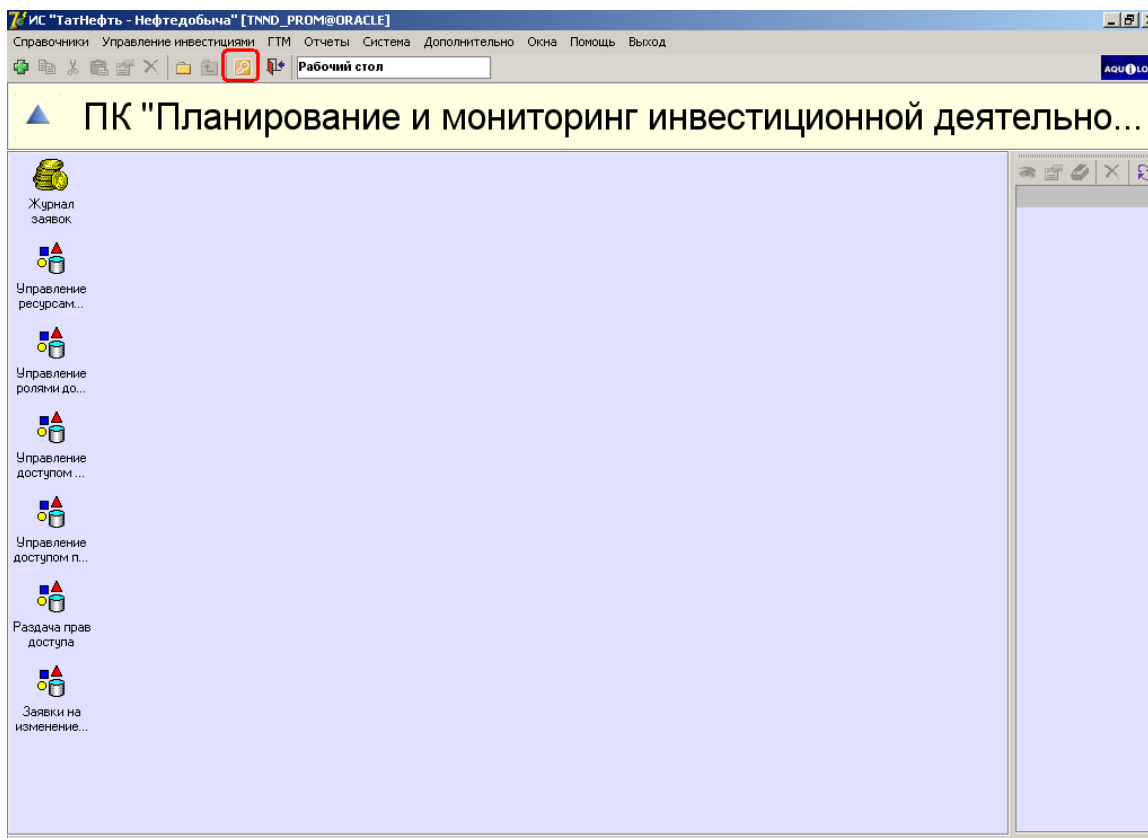 ИС "ТатНефть - Нефтедобыча" [TNND_PROM@ORACLE]
Справочники Управление инвестициями ГТМ Отчеты Система Дополнительно Окна Помощь Выход
Рабочий стол
AQU LO
ПК "Планирование и мониторинг инвестиционной деятельно...
Журнал
заявок
Управление
ресурсам...
Управление
ролями до...
Управление
доступом ...
Управление
доступом п...
Раздача прав
доступа
Заявки на
изменение...